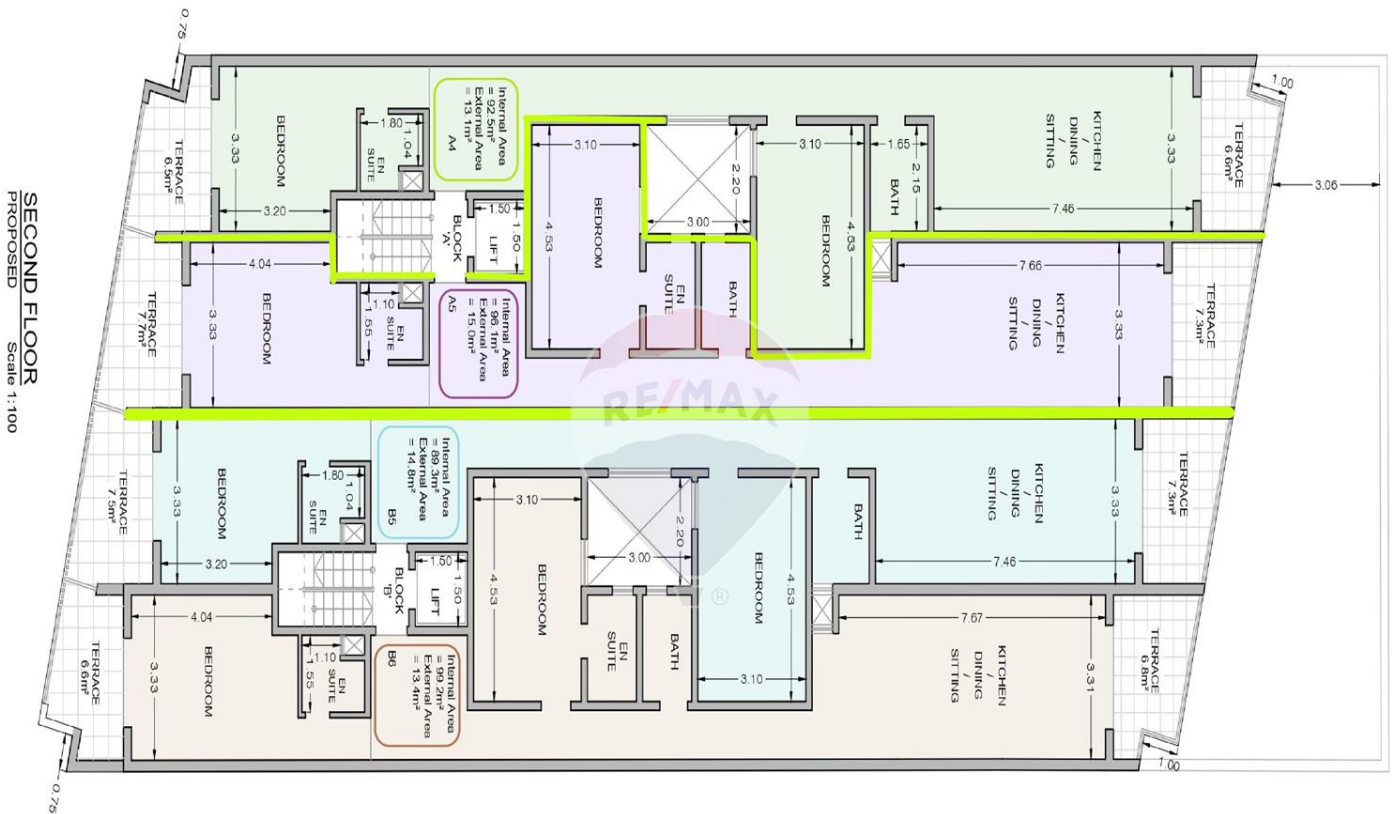 SECOND FLOOR
PROPOSED Scale 1:100
0.75
TERRACE
6.5m²
3.33
BEDROOM
3.20
1.80
1.04
EN
SUITE
Internal Area
= 92.5m²
External Area
= 13.1m²
A4
BLOCK
'A'
1.50
1.50
LIFT
2.20
3.00
3.10
4.53
BEDROOM
1.65
2.15
BATH
KITCHEN
/
DINING
/
SITTING
7.46
3.33
TERRACE
6.6m²
1.00
3.06
TERRACE
7.7m²
4.04
3.33
BEDROOM
1.10
1.55
EN
SUITE
Internal Area
= 96.1m²
External Area
= 15.0m²
A5
3.10
4.53
BEDROOM
EN
SUITE
BATH
7.66
KITCHEN
/
DINING
/
SITTING
3.33
TERRACE
7.3m²
RE/MAX
®
TERRACE
7.5m²
3.33
BEDROOM
3.20
1.80
1.04
EN
SUITE
Internal Area
= 89.3m²
External Area
= 14.8m²
B5
BLOCK
'B'
1.50
1.50
LIFT
2.20
3.00
BEDROOM
4.53
3.10
BATH
KITCHEN
/
DINING
/
SITTING
7.46
3.33
TERRACE
7.3m²
TERRACE
6.6m²
4.04
3.33
BEDROOM
1.10
1.55
EN
SUITE
Internal Area
= 99.2m²
External Area
= 13.4m²
B6
3.10
4.53
BEDROOM
EN
SUITE
BATH
7.67
KITCHEN
/
DINING
/
SITTING
3.31
TERRACE
6.8m²
1.00
0.75